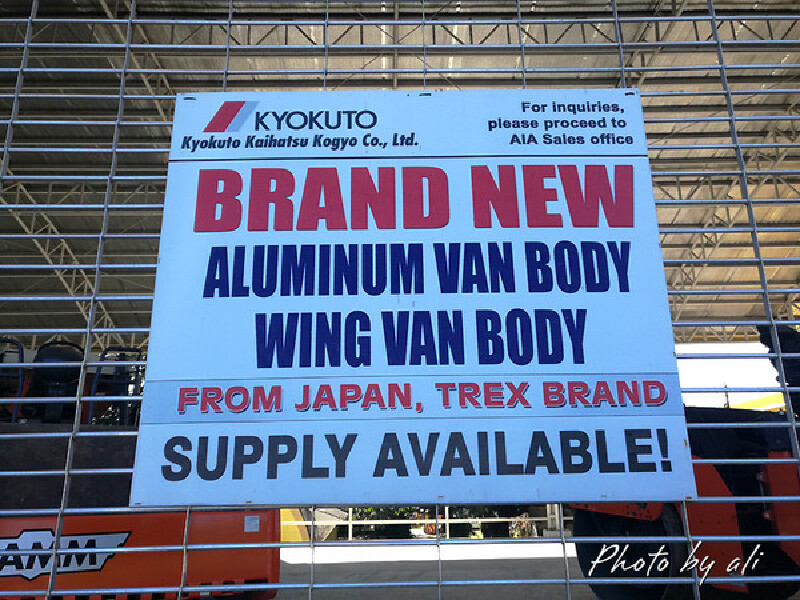 KYOKUTO
Kyokuto Kaihatsu Kogyo Co., Ltd.
For inquiries,
please proceed to
AIA Sales office
BRAND NEW
ALUMINUM VAN BODY
WING VAN BODY
FROM JAPAN, TREX BRAND
SUPPLY AVAILABLE!
AMM
Photo by ali